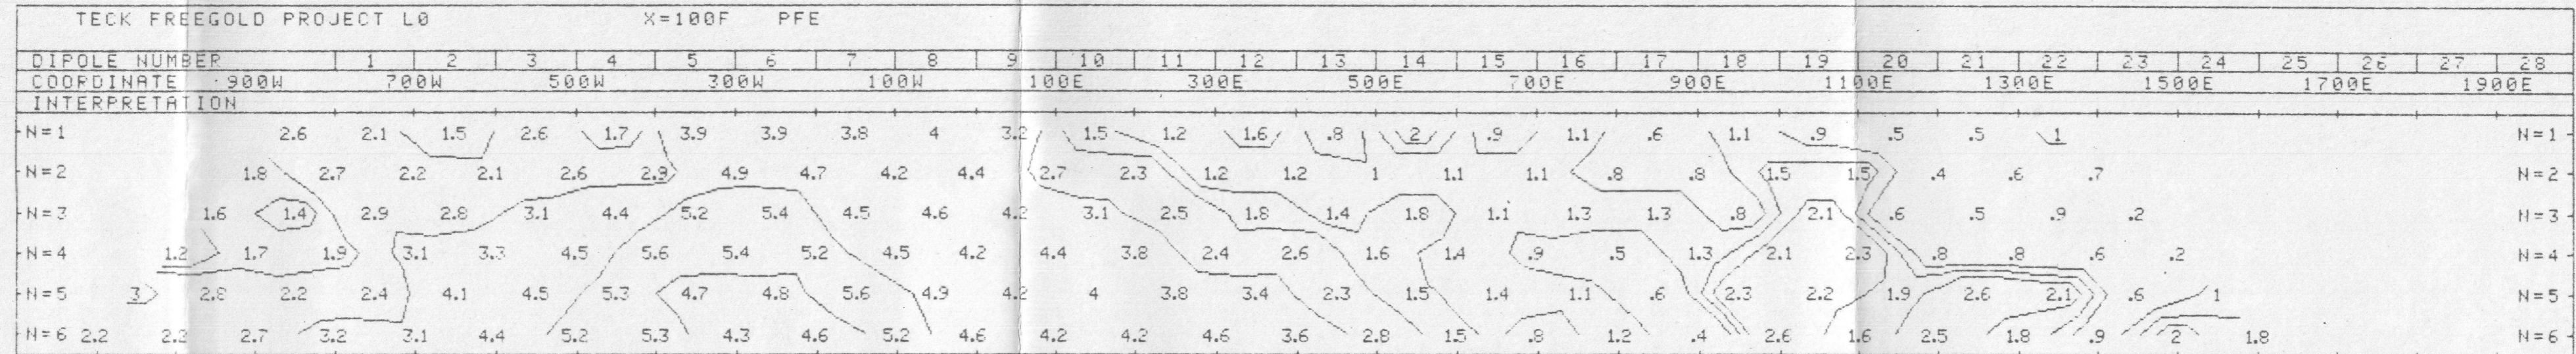 TECK FREEGOLD PROJECT L0 X=100F PFE
DIPOLE NUMBER 1 2 3 4 5 6 7 8 9 10 11 12 13 14 15 16 17 18 19 20 21 22 23 24 25 26 27 28
COORDINATE 900W 700W 500W 300W 100W 100E 300E 500E 700E 900E 1100E 1300E 1500E 1700E 1900E
INTERPRETATION
N=1 2.6 2.1 1.5 2.6 1.7 3.9 3.9 3.8 4 3.2 1.5 1.2 1.6 .8 2 .9 1.1 .6 1.1 .9 .5 .5 1 N=1
N=2 1.8 2.7 2.2 2.1 2.6 2.9 4.9 4.7 4.2 4.4 2.7 2.3 1.2 1.2 1 1.1 1.1 .8 .8 1.5 1.5 .4 .6 .7 N=2
N=3 1.6 1.4 2.9 2.8 3.1 4.4 5.2 5.4 4.5 4.6 4.2 3.1 2.5 1.8 1.4 1.8 1.1 1.3 1.3 .8 2.1 .6 .5 .9 .2 N=3
N=4 1.2 1.7 1.9 3.1 3.3 4.5 5.6 5.4 5.2 4.5 4.2 4.4 3.8 2.4 2.6 1.6 1.4 .9 .5 1.3 2.1 2.3 .8 .8 .6 .2 N=4
N=5 3 2.8 2.2 2.4 4.1 4.5 5.3 4.7 4.8 5.6 4.9 4.2 4 3.8 3.4 2.3 1.5 1.4 1.1 .6 2.3 2.2 1.9 2.6 2.1 .6 1 N=5
N=6 2.2 2.2 2.7 3.2 3.1 4.4 5.2 5.3 4.3 4.6 5.2 4.6 4.2 4.2 4.6 3.6 2.8 1.5 .8 1.2 .4 2.6 1.6 2.5 1.8 .9 2 1.8 N=6